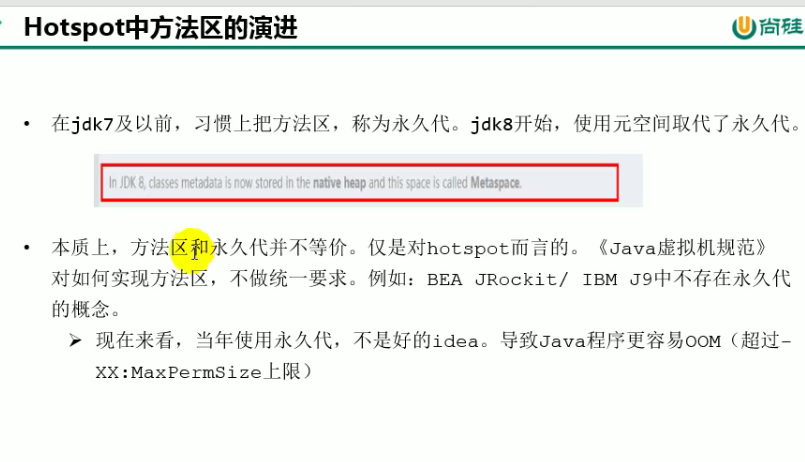 Hotspot中方法区的演进
尚硅
• 在jdk7及以前，习惯上把方法区，称为永久代。jdk8开始，使用元空间取代了永久代。
In JDK 8, classes metadata is now stored in the native heap and this space is called Metaspace.
• 本质上，方法区和永久代并不等价。仅是对hotspot而言的。《Java虚拟机规范》
对如何实现方法区，不做统一要求。例如：BEA JRockit/ IBM J9中不存在永久代
的概念。
➤ 现在来看，当年使用永久代，不是好的idea。导致Java程序更容易OOM（超过-
XX:MaxPermSize上限）